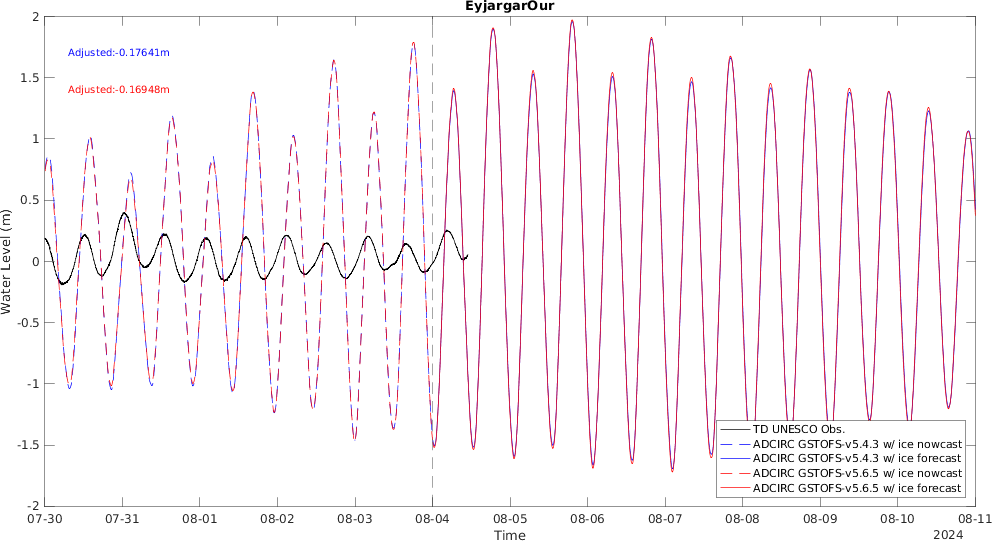 EyjargarOur
Adjusted:-0.17641m
Adjusted:-0.16948m
Water Level (m)
2
1.5
1
0.5
0
-0.5
-1
-1.5
-2
TD UNESCO Obs.
ADCIRC GSTOFS-v5.4.3 w/ ice nowcast
ADCIRC GSTOFS-v5.4.3 w/ ice forecast
ADCIRC GSTOFS-v5.6.5 w/ ice nowcast
ADCIRC GSTOFS-v5.6.5 w/ ice forecast
07-30 07-31 08-01 08-02 08-03 08-04 08-05 08-06 08-07 08-08 08-09 08-10 08-11
Time
2024